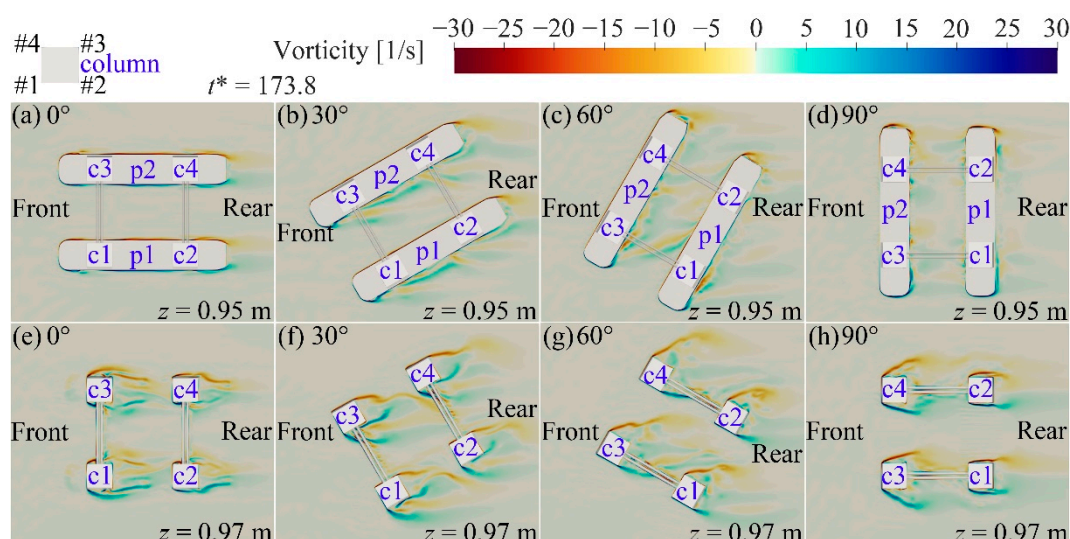 #4 #3
column
#1 #2
t* = 173.8
Vorticity [1/s]
−30 −25 −20 −15 −10 −5 0 5 10 15 20 25 30
(a) 0°
c3 p2 c4
Front Rear
c1 p1 c2
z = 0.95 m
(b) 30°
c4
p2
c3
Rear
Front
c2
p1
c1
z = 0.95 m
(c) 60°
c4
p2 c2
c3 p1
c1
z = 0.95 m
(d) 90°
c4 c2
Front p2 p1 Rear
c3 c1
z = 0.95 m
(e) 0°
c3 c4
Front Rear
c1 c2
z = 0.97 m
(f) 30°
c4
c3 Rear
Front
c2
c1
z = 0.97 m
(g) 60°
c4
c2
Front
c3 Rear
c1
z = 0.97 m
(h) 90°
c4 c2
Front Rear
c3 c1
z = 0.97 m